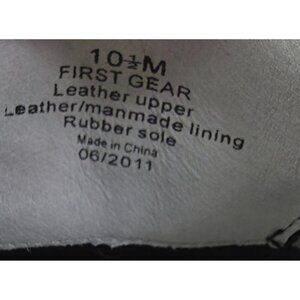 10½M
FIRST GEAR
Leather upper
Leather/manmade lining
Rubber sole
Made in China
06/2011